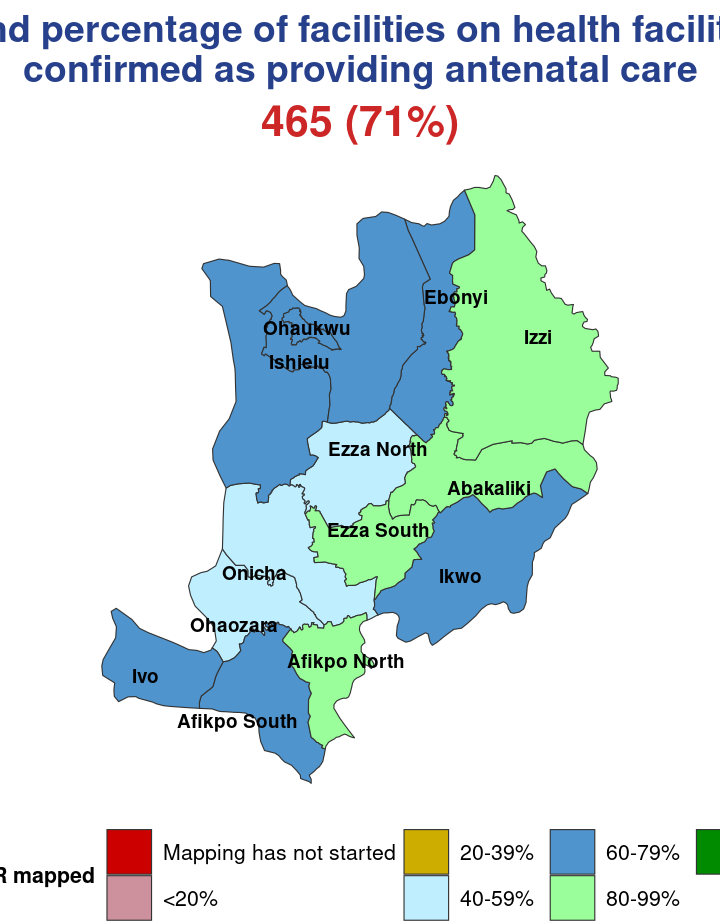 percentage of facilities on health
confirmed as providing antenatal care
465 (71%)
Ebonyi
Ohaukwu
Izzi
Ishielu
Ezza North
Abakaliki
Ezza South
Onicha
Ikwo
Ohaozara
Afikpo North
Ivo
Afikpo South
mapped
Mapping has not started
<20%
20-39%
40-59%
60-79%
80-99%